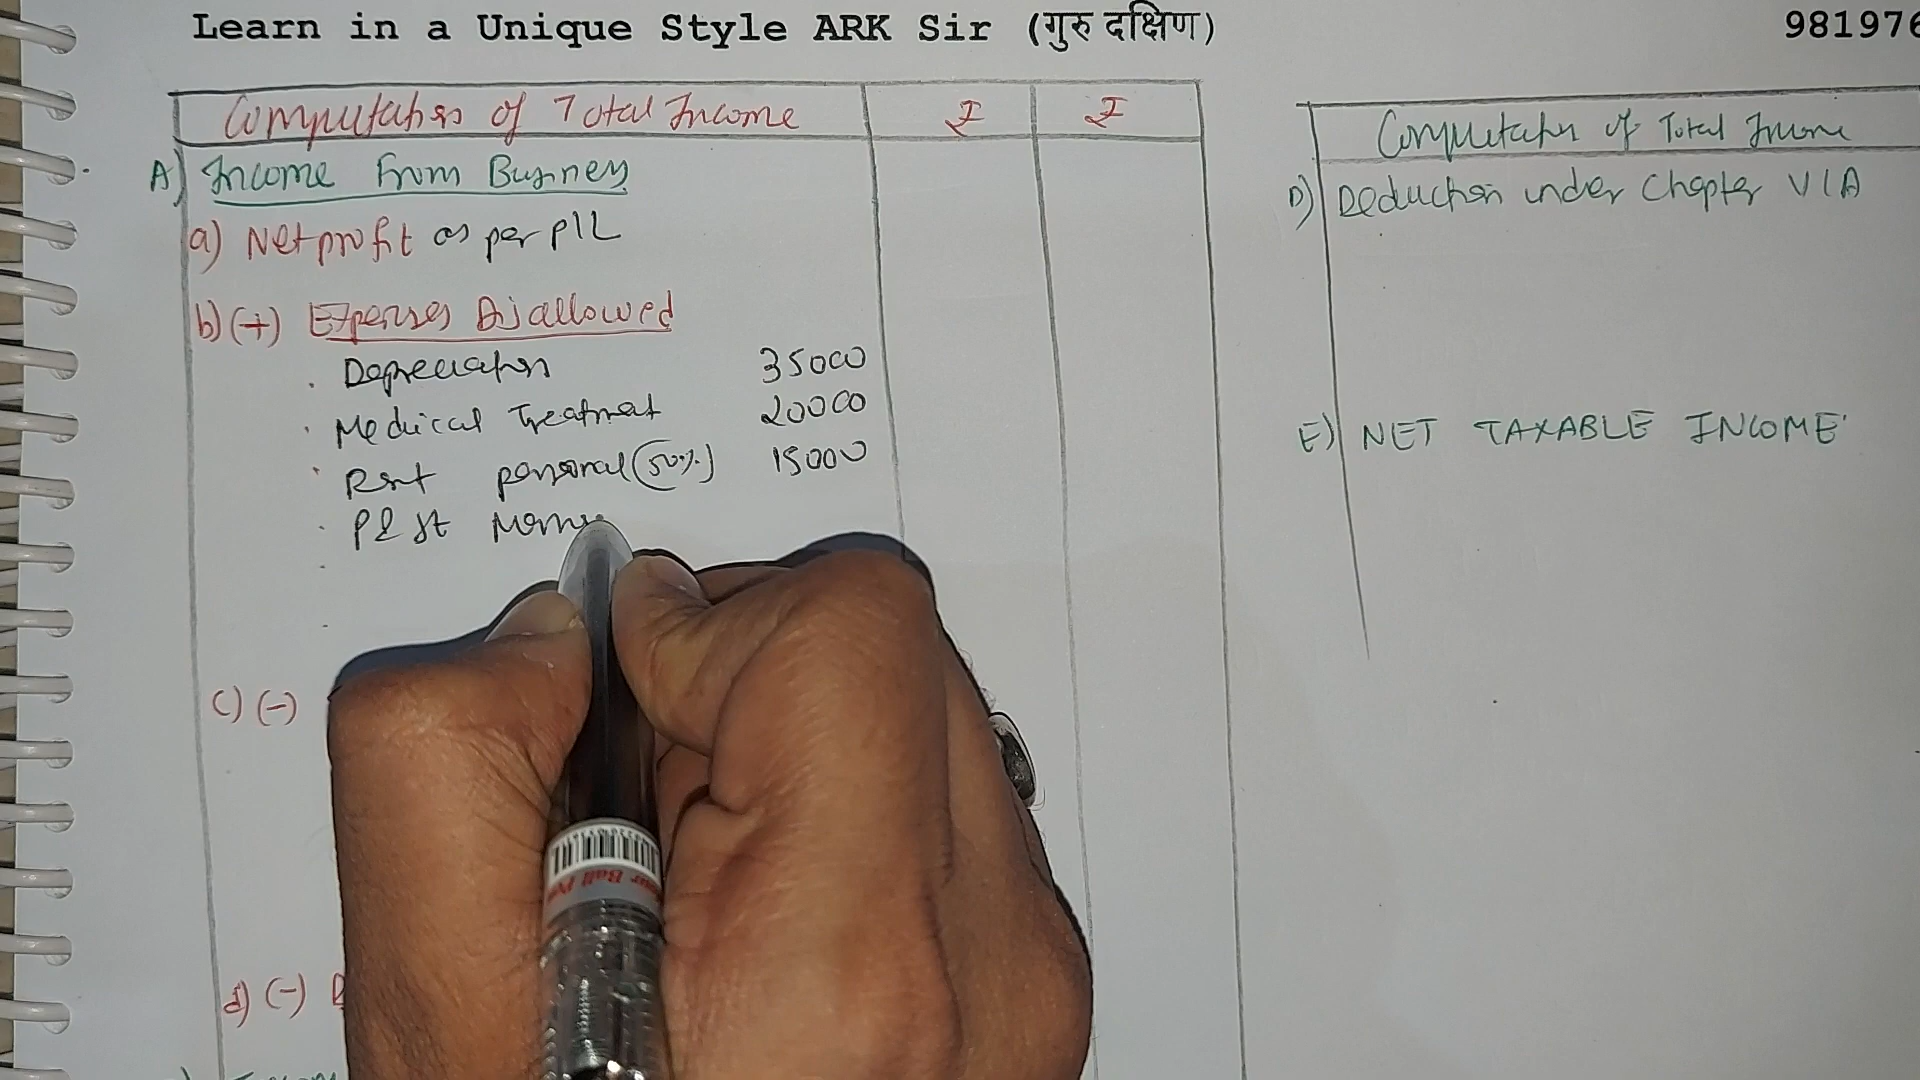 Learn in a Unique Style ARK Sir (गुरु दक्षिण)
981976
Computation of Total Income ₹ ₹
A) Income From Business
a) Net profit as per P/L
b) (+) Expenses Disallowed
Depreciation 35000
Medical Treatment 20000
Rent personal (50%) 15000
c) (-)
d) (-)
Computation of Total Income
D) Deduction under Chapter VIA
E) NET TAXABLE INCOME